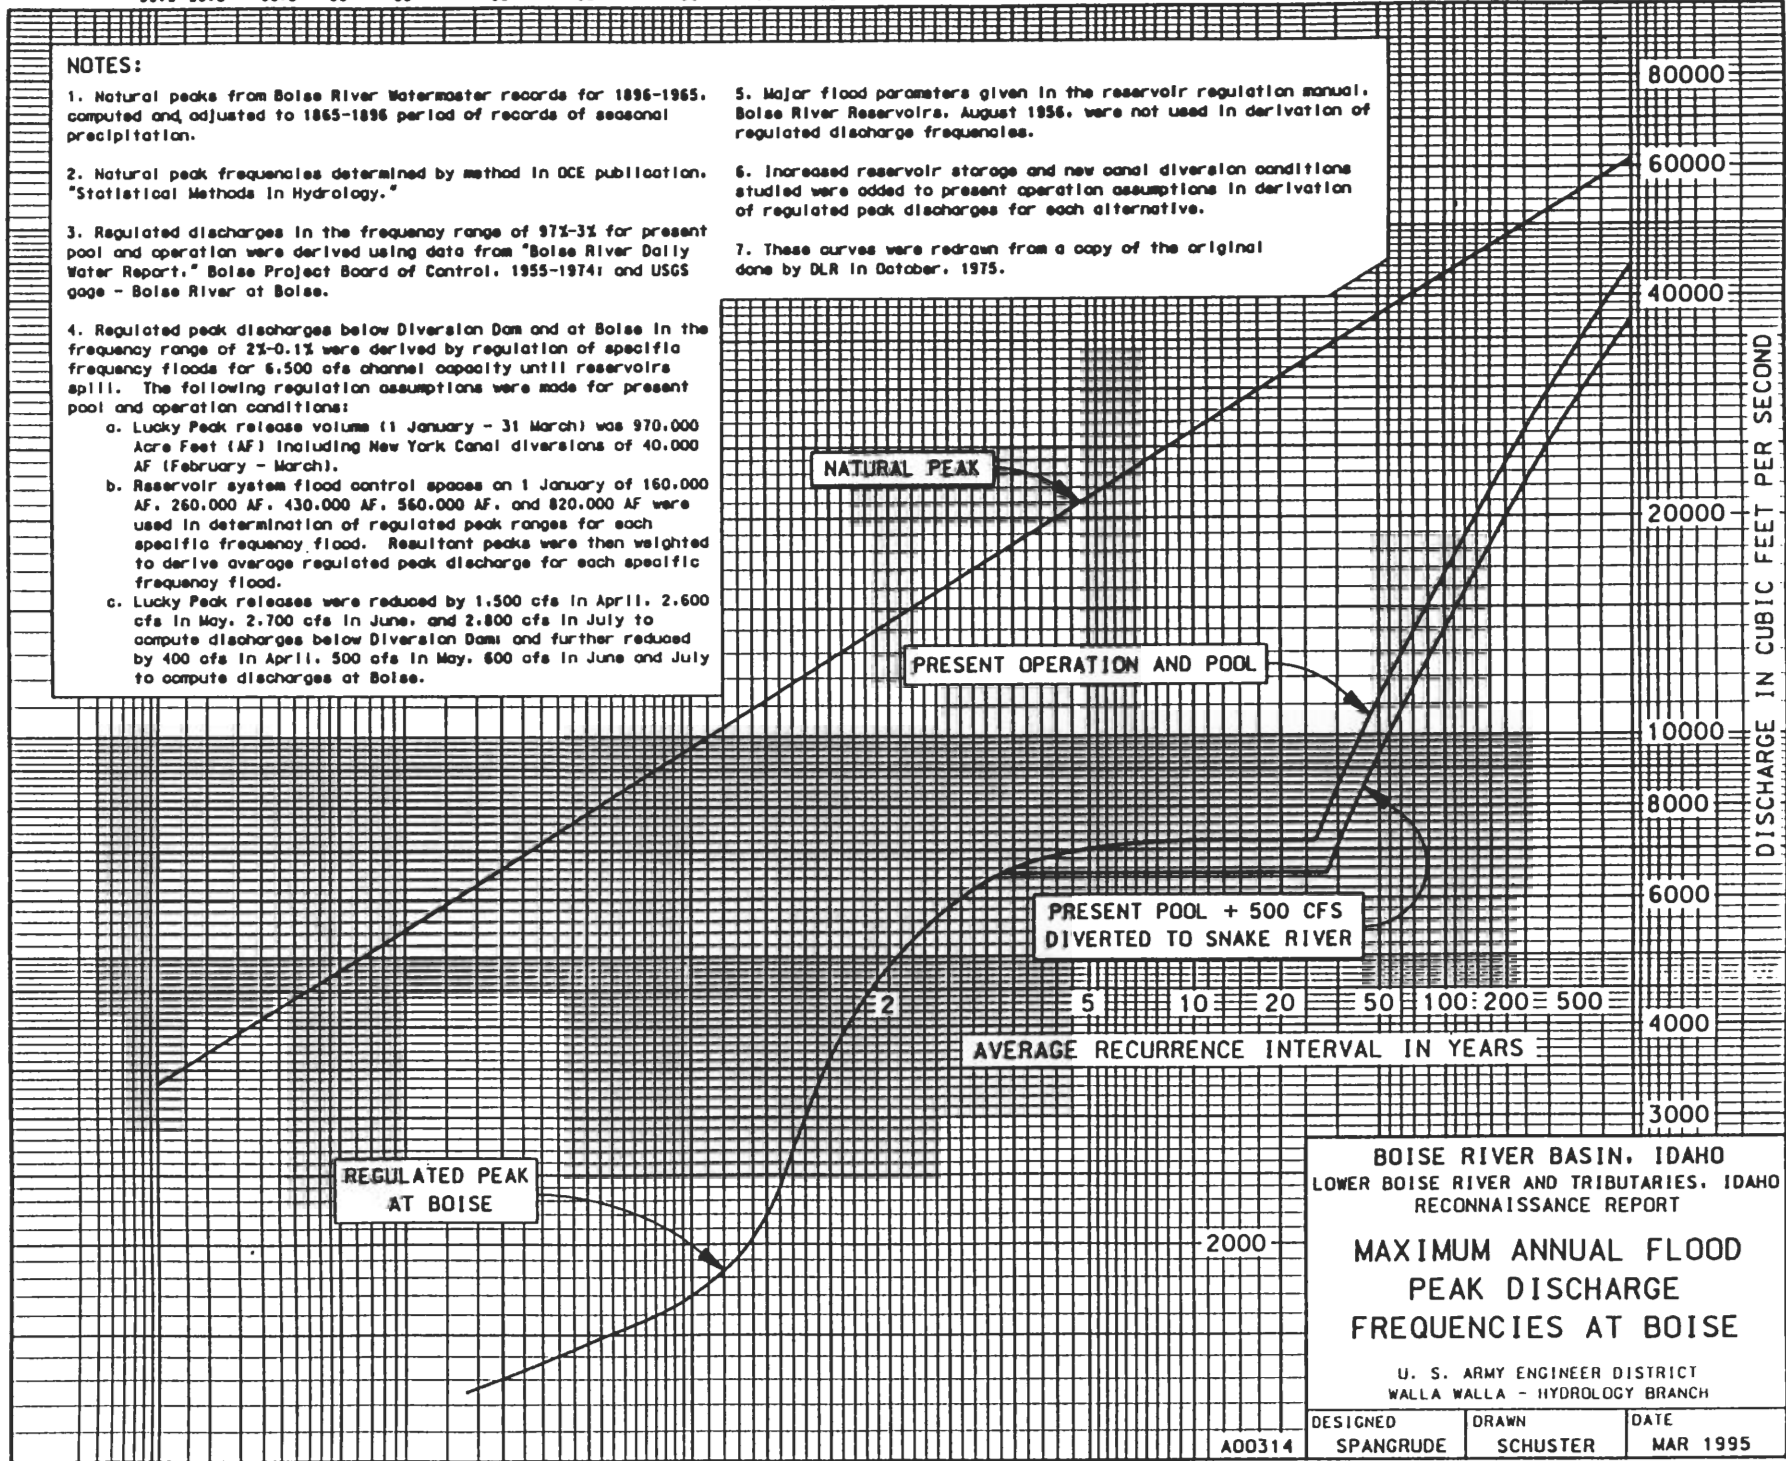 NOTES:
1. Natural peaks from Boise River Watermaster records for 1896-1965.
computed and adjusted to 1865-1896 period of records of seasonal
precipitation.
2. Natural peak frequencies determined by method in OCE publication.
"Statistical Methods in Hydrology."
3. Regulated discharges in the frequency range of 97%-3% for present
pool and operation were derived using data from "Boise River Daily
Water Report." Boise Project Board of Control. 1955-1974; and USGS
gage - Boise River at Boise.
4. Regulated peak discharges below Diversion Dam and at Boise in the
frequency range of 2%-0.1% were derived by regulation of specific
frequency floods for 6.500 cfs channel capacity until reservoirs
spill. The following regulation assumptions were made for present
pool and operation conditions:
a. Lucky Peak release volume (1 January - 31 March) was 970.000
Acre Feet (AF) including New York Canal diversions of 40.000
AF (February - March).
b. Reservoir system flood control spaces on 1 January of 160.000
AF. 260.000 AF. 430.000 AF. 560.000 AF. and 820.000 AF were
used in determination of regulated peak ranges for each
specific frequency flood. Resultant peaks were then weighted
to derive average regulated peak discharge for each specific
frequency flood.
c. Lucky Peak releases were reduced by 1.500 cfs in April. 2.600
cfs in May. 2.700 cfs in June. and 2.800 cfs in July to
compute discharges below Diversion Dam; and further reduced
by 400 cfs in April. 500 cfs in May. 600 cfs in June and July
to compute discharges at Boise.
5. Major flood parameters given in the reservoir regulation manual.
Boise River Reservoirs. August 1956. were not used in derivation of
regulated discharge frequencies.
6. Increased reservoir storage and new canal diversion conditions
studied were added to present operation assumptions in derivation
of regulated peak discharges for each alternative.
7. These curves were redrawn from a copy of the original
done by DLR in October. 1975.
80000
60000
40000
20000
10000
8000
6000
4000
3000
2000
DISCHARGE IN CUBIC FEET PER SECOND
NATURAL PEAK
PRESENT OPERATION AND POOL
PRESENT POOL + 500 CFS
DIVERTED TO SNAKE RIVER
2 5 10 20 50 100 200 500
AVERAGE RECURRENCE INTERVAL IN YEARS
REGULATED PEAK
AT BOISE
BOISE RIVER BASIN. IDAHO
LOWER BOISE RIVER AND TRIBUTARIES. IDAHO
RECONNAISSANCE REPORT
MAXIMUM ANNUAL FLOOD
PEAK DISCHARGE
FREQUENCIES AT BOISE
U. S. ARMY ENGINEER DISTRICT
WALLA WALLA - HYDROLOGY BRANCH
DESIGNED
SPANGRUDE
DRAWN
SCHUSTER
DATE
MAR 1995
A00314